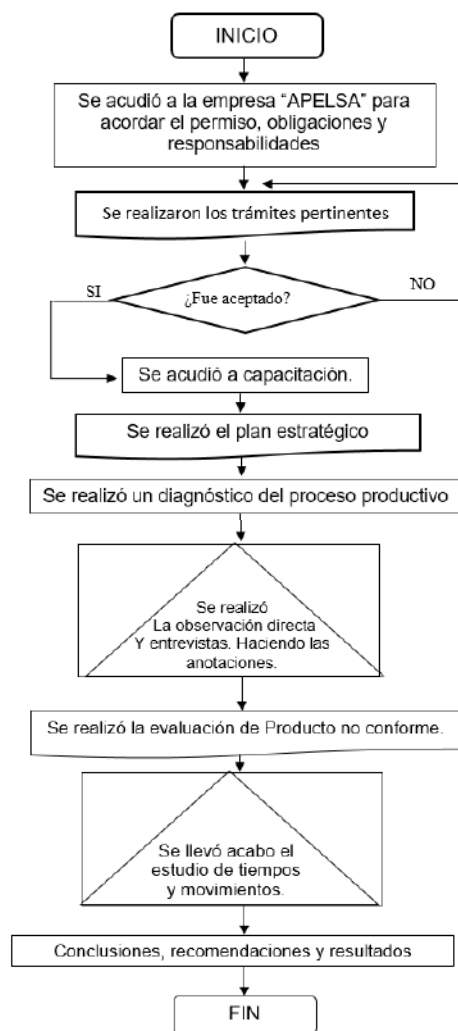 INICIO
Se acudió a la empresa “APELSA” para
acordar el permiso, obligaciones y
responsabilidades
Se realizaron los trámites pertinentes
SI
¿Fue aceptado?
NO
Se acudió a capacitación.
Se realizó el plan estratégico
Se realizó un diagnóstico del proceso productivo
Se realizó
La observación directa
Y entrevistas. Haciendo las
anotaciones.
Se realizó la evaluación de Producto no conforme.
Se llevó acabo el
estudio de tiempos
y movimientos.
Conclusiones, recomendaciones y resultados
FIN